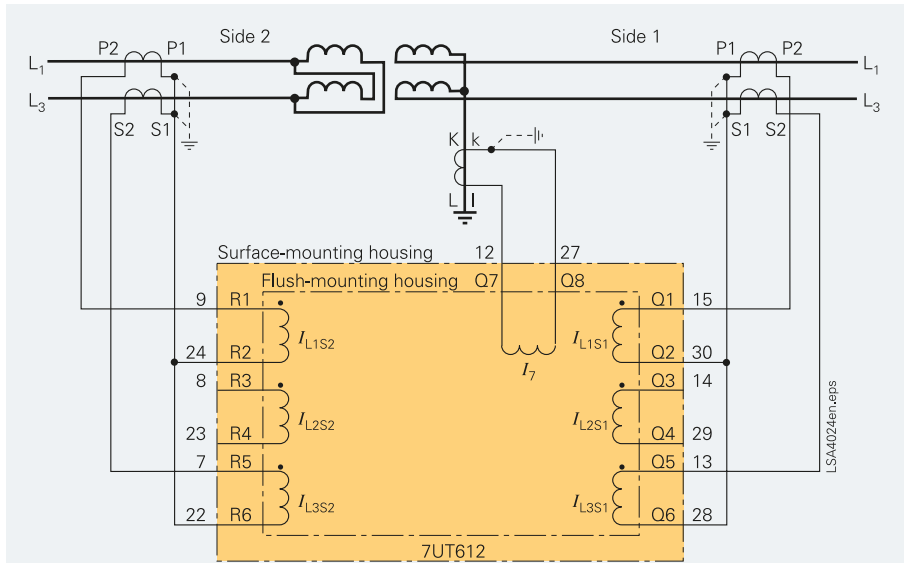 Side 2 Side 1
P2 P1 P1 P2
L1 L1
L3 L3
S2 S1 S1 S2
K k
L l
Surface-mounting housing 12 27
Flush-mounting housing Q7 Q8
9 R1 Q1 15
IL1S2 IL1S1
24 R2 Q2 30
I7
8 R3 Q3 14
IL2S2 IL2S1
23 R4 Q4 29
7 R5 Q5 13
IL3S2 IL3S1
22 R6 Q6 28
7UT612
LSA4024en.eps